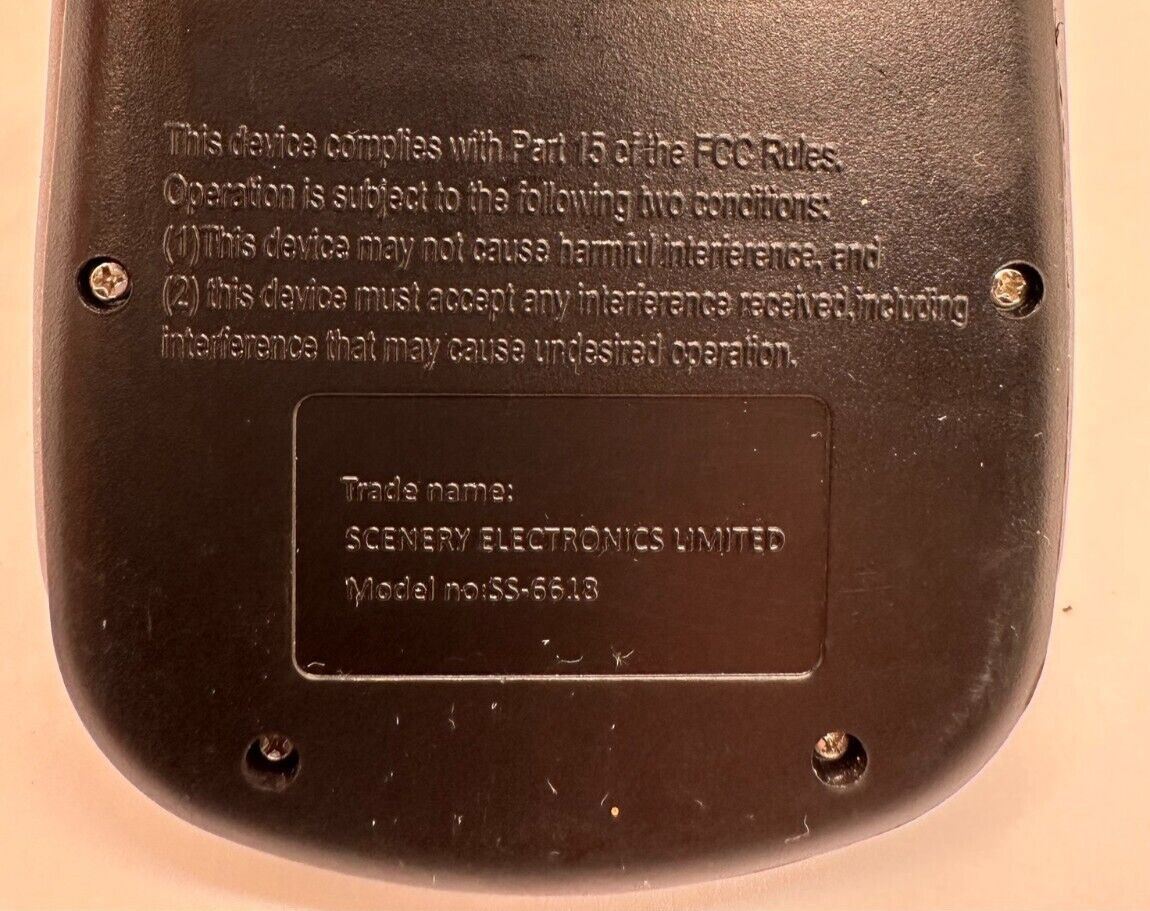 This device complies with Part 15 of the FCC Rules.
Operation is subject to the following two conditions:
(1)This device may not cause harmful interference, and
(2) this device must accept any interference received,including
interference that may cause undesired operation.
Trade name:
SCENERY ELECTRONICS LIMITED
Model no:SS-6618